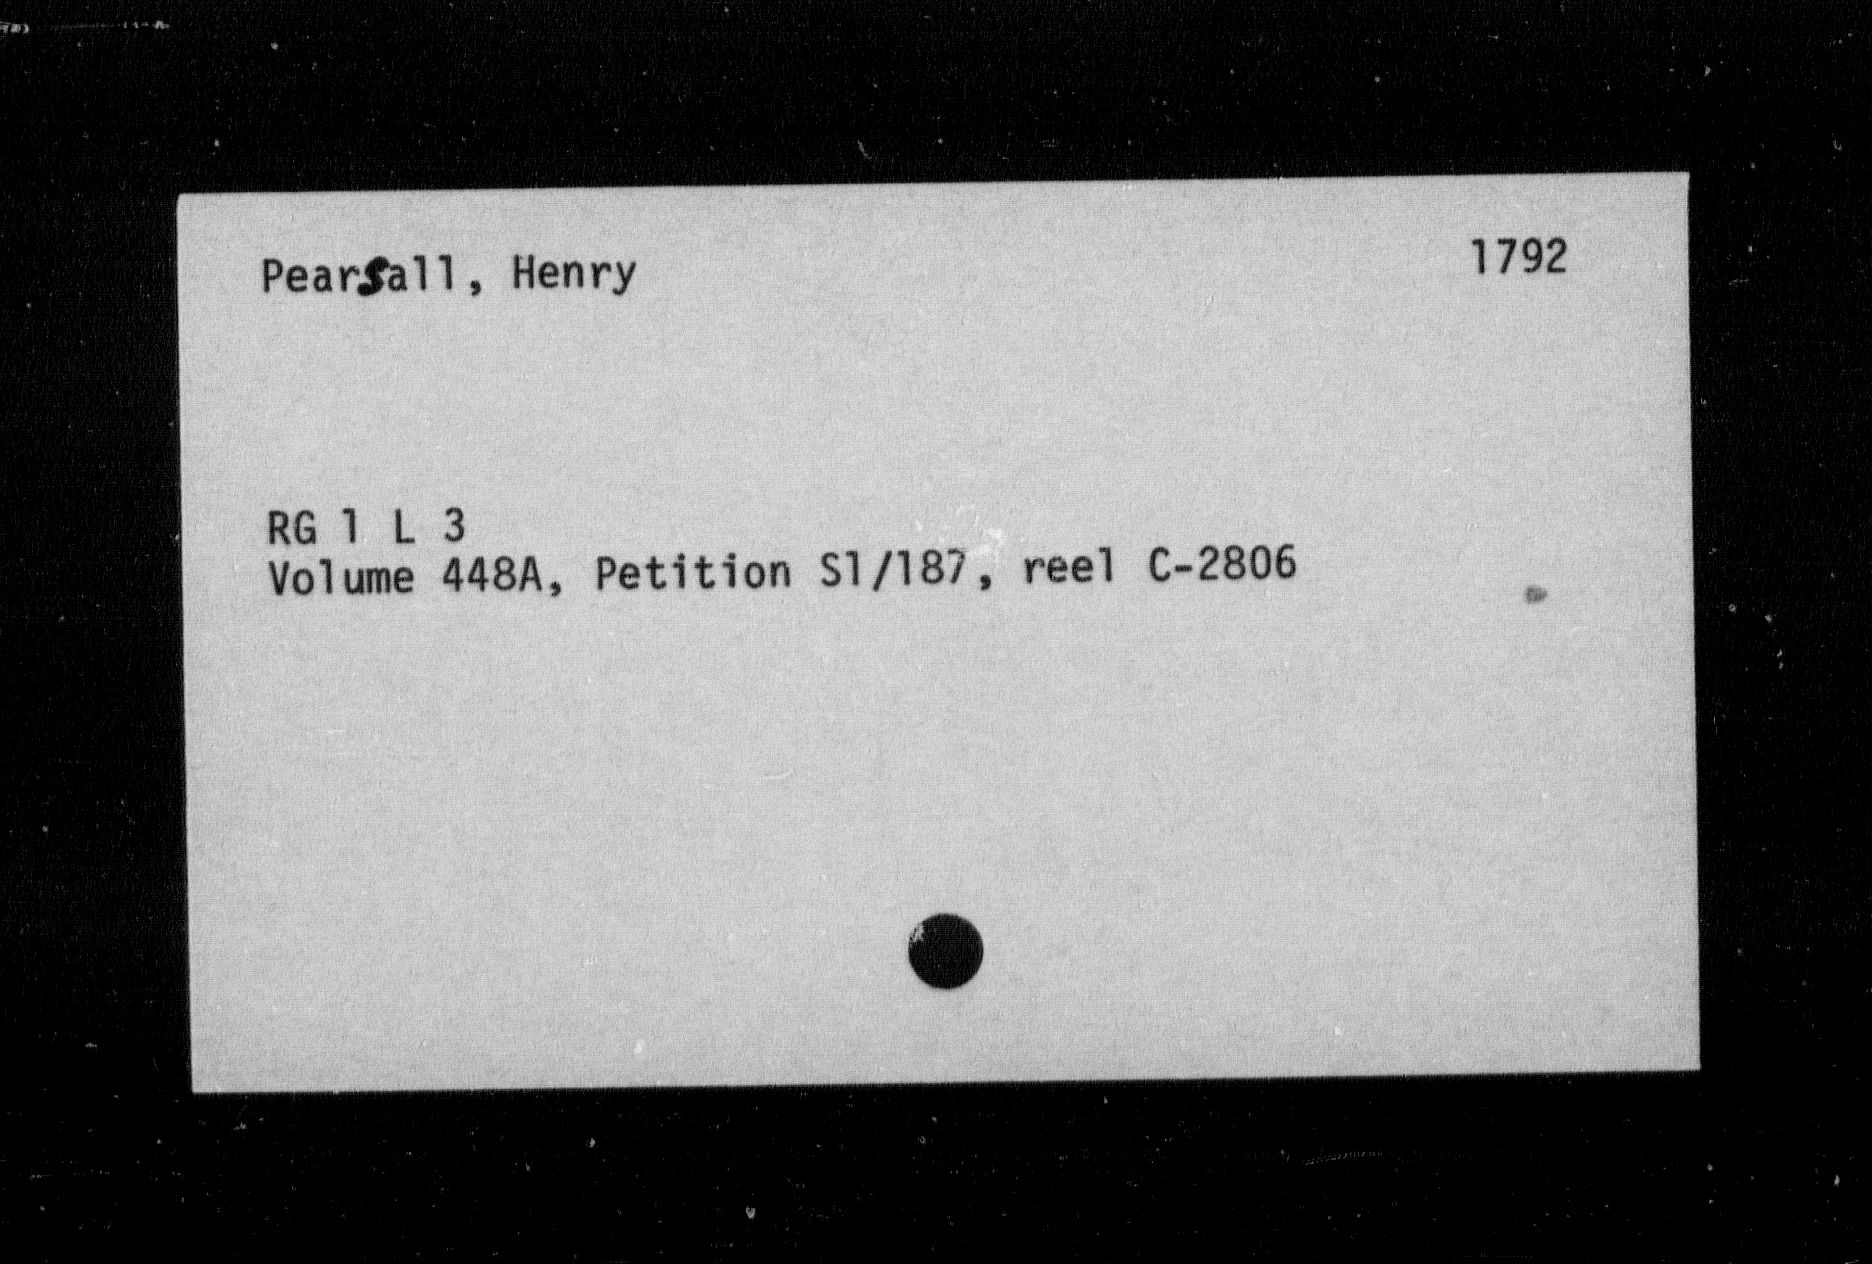 Pearsall, Henry 1792
RG 1 L 3
Volume 448A, Petition S1/187, reel C-2806